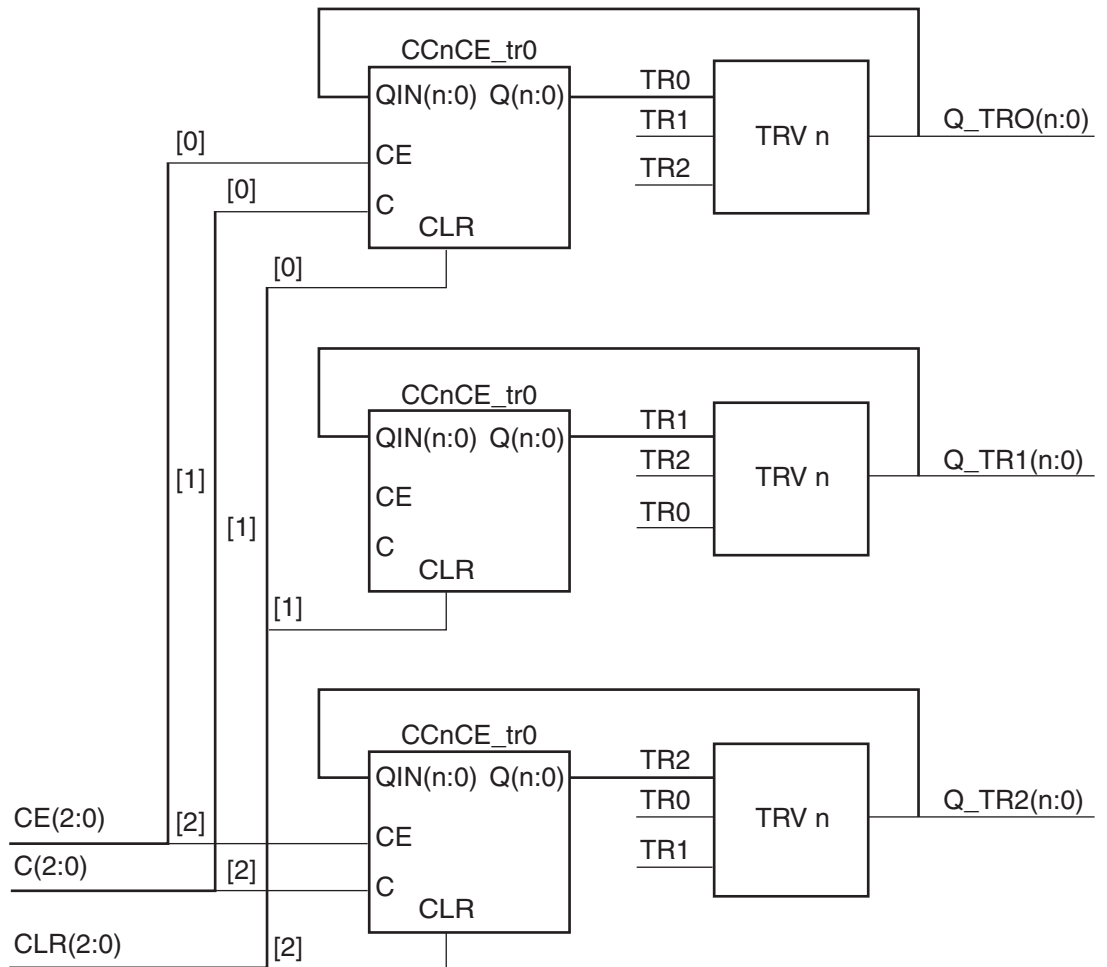 CCnCE_tr0
QIN(n:0) Q(n:0)
TR0
TR1
TRV n
Q_TRO(n:0)
[0]
CE
TR2
[0]
C
CLR
[0]
CCnCE_tr0
QIN(n:0) Q(n:0)
TR1
TR2
TRV n
Q_TR1(n:0)
[1]
CE
TR0
[1]
C
CLR
[1]
CCnCE_tr0
QIN(n:0) Q(n:0)
TR2
TR0
TRV n
Q_TR2(n:0)
CE(2:0)
[2]
CE
TR1
C(2:0)
[2]
C
CLR
CLR(2:0)
[2]